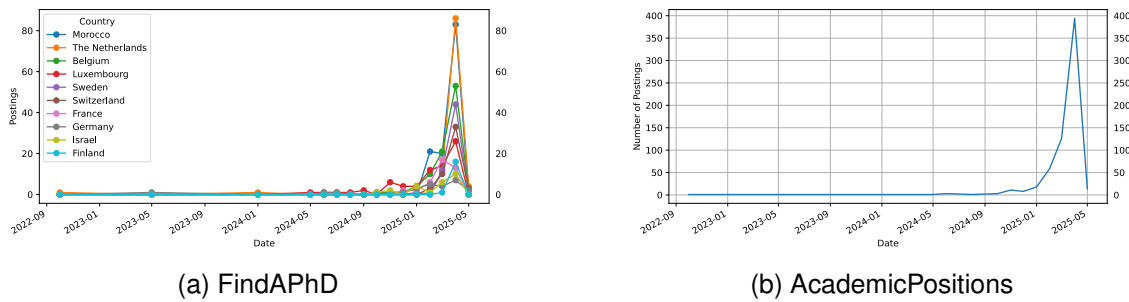 Country
Morocco
The Netherlands
Belgium
Luxembourg
Sweden
Switzerland
France
Germany
Israel
Finland
Postings
80
60
40
20
0
80
60
40
20
0
2022-09
2023-01
2023-05
2023-09
2024-01
2024-05
2024-09
2025-01
2025-05
Date
(a) FindAPhD
Number of Postings
400
350
300
250
200
150
100
50
0
400
350
300
250
200
150
100
50
0
2022-09
2023-01
2023-05
2023-09
2024-01
2024-05
2024-09
2025-01
2025-05
Date
(b) AcademicPositions